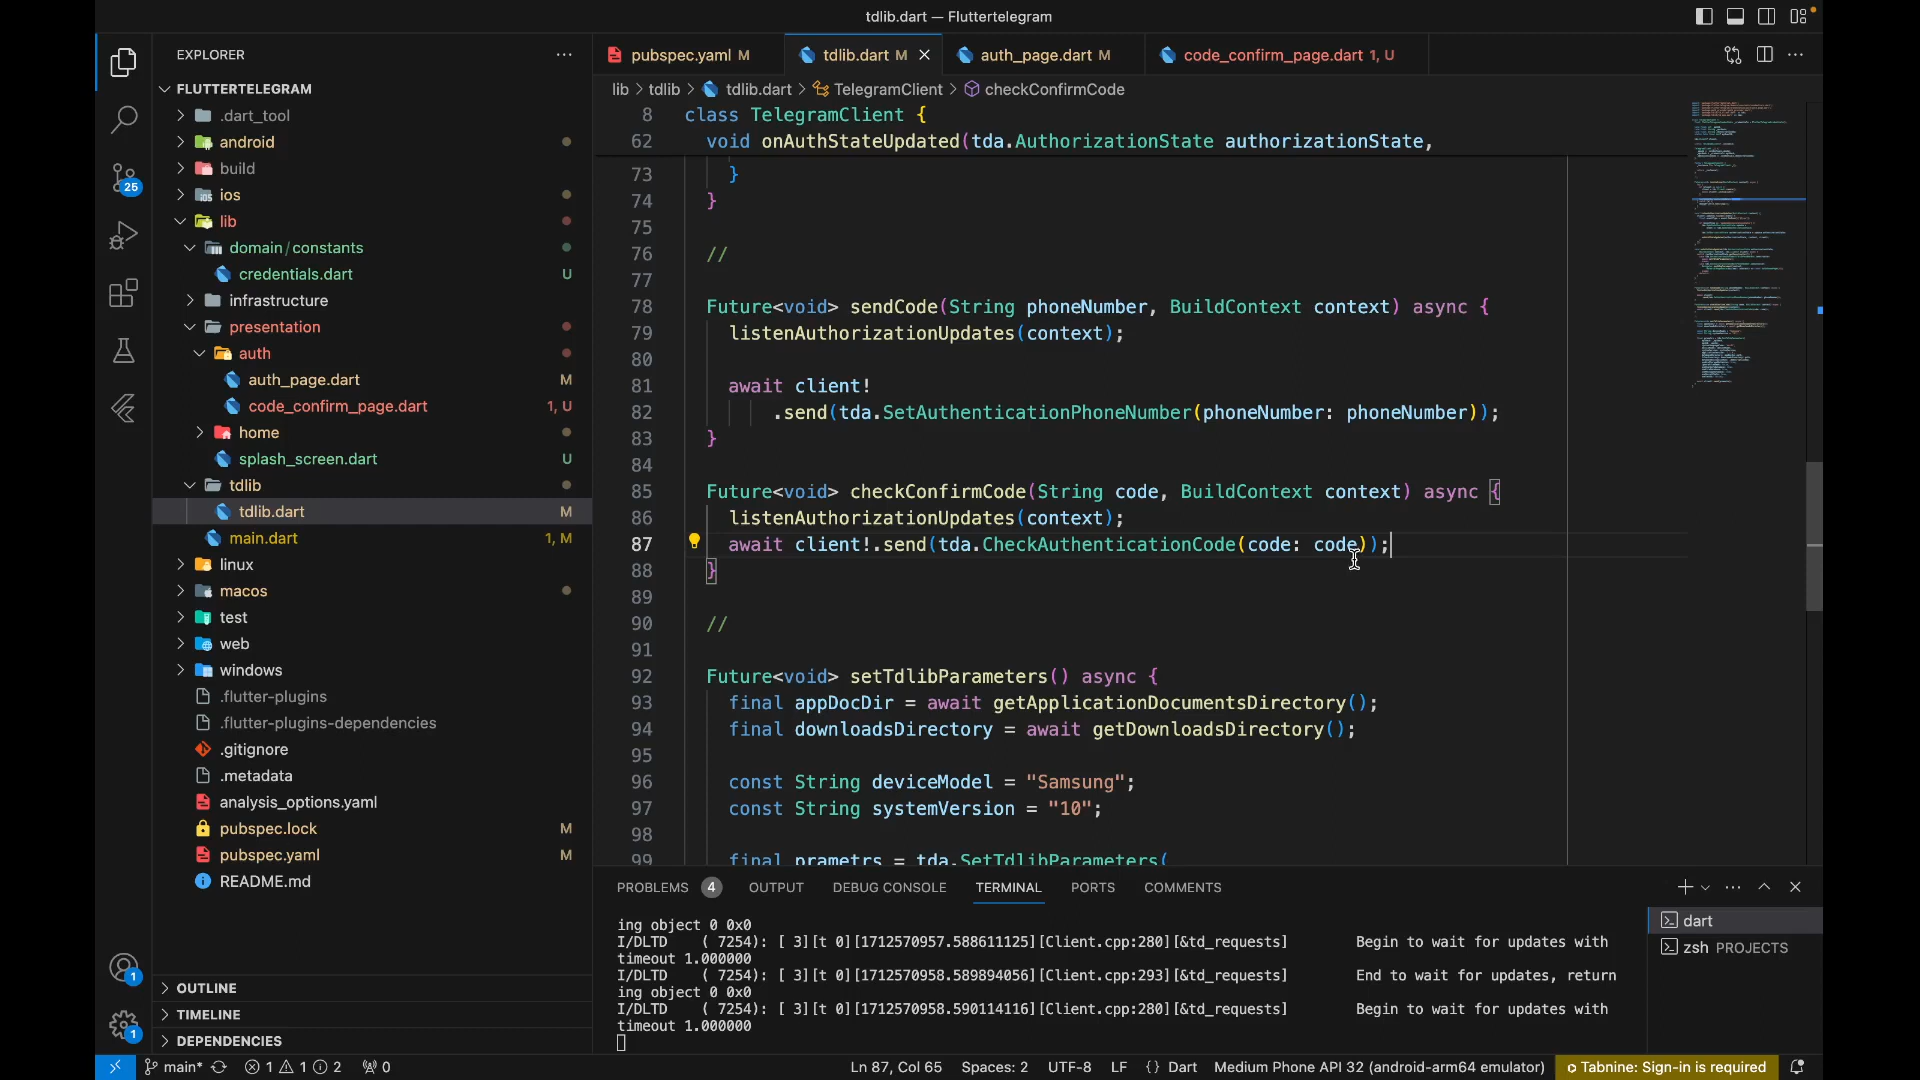 tdlib.dart — Fluttertelegram
EXPLORER
FLUTTERTELEGRAM
.dart_tool
android
build
ios
lib
domain/constants
credentials.dart U
infrastructure
presentation
auth
auth_page.dart M
code_confirm_page.dart 1, U
home
splash_screen.dart U
tdlib
tdlib.dart M
main.dart 1, M
linux
macos
test
web
windows
.flutter-plugins
.flutter-plugins-dependencies
.gitignore
.metadata
analysis_options.yaml
pubspec.lock M
pubspec.yaml M
README.md
OUTLINE
TIMELINE
DEPENDENCIES
25
1
1
pubspec.yaml M
tdlib.dart M
auth_page.dart M
code_confirm_page.dart 1, U
lib > tdlib > tdlib.dart > TelegramClient > checkConfirmCode
8 class TelegramClient {
62 void onAuthStateUpdated(tda.AuthorizationState authorizationState,
73 }
74 }
75
76 //
77
78 Future<void> sendCode(String phoneNumber, BuildContext context) async {
79 listenAuthorizationUpdates(context);
80
81 await client!
82 .send(tda.SetAuthenticationPhoneNumber(phoneNumber: phoneNumber));
83 }
84
85 Future<void> checkConfirmCode(String code, BuildContext context) async {
86 listenAuthorizationUpdates(context);
87 await client!.send(tda.CheckAuthenticationCode(code: code));
88 }
89
90 //
91
92 Future<void> setTdlibParameters() async {
93 final appDocDir = await getApplicationDocumentsDirectory();
94 final downloadsDirectory = await getDownloadsDirectory();
95
96 const String deviceModel = "Samsung";
97 const String systemVersion = "10";
98
99 final prametrs = tda.SetTdlibParameters(
PROBLEMS 4 OUTPUT DEBUG CONSOLE TERMINAL PORTS COMMENTS
ing object 0 0x0
I/DLTD ( 7254): [ 3][t 0][1712570957.588611125][Client.cpp:280][&td_requests] Begin to wait for updates with
timeout 1.000000
I/DLTD ( 7254): [ 3][t 0][1712570958.589894056][Client.cpp:293][&td_requests] End to wait for updates, return
ing object 0 0x0
I/DLTD ( 7254): [ 3][t 0][1712570958.590114116][Client.cpp:280][&td_requests] Begin to wait for updates with
timeout 1.000000
dart
zsh PROJECTS
main* 1 1 2 0 Ln 87, Col 65 Spaces: 2 UTF-8 LF {} Dart Medium Phone API 32 (android-arm64 emulator) Tabnine: Sign-in is required